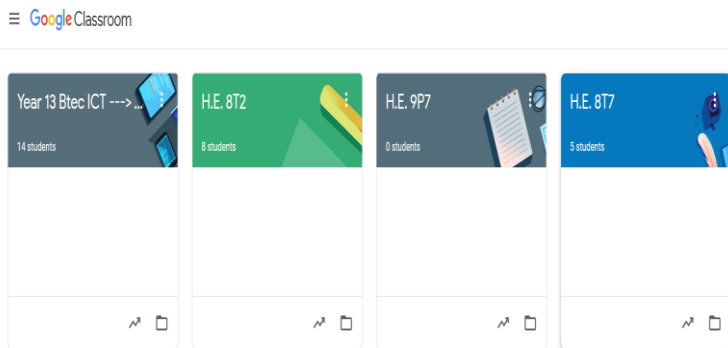 Google Classroom
Year 13 Btec ICT --->...
14 students
H.E. 8T2
8 students
H.E. 9P7
0 students
H.E. 8T7
5 students